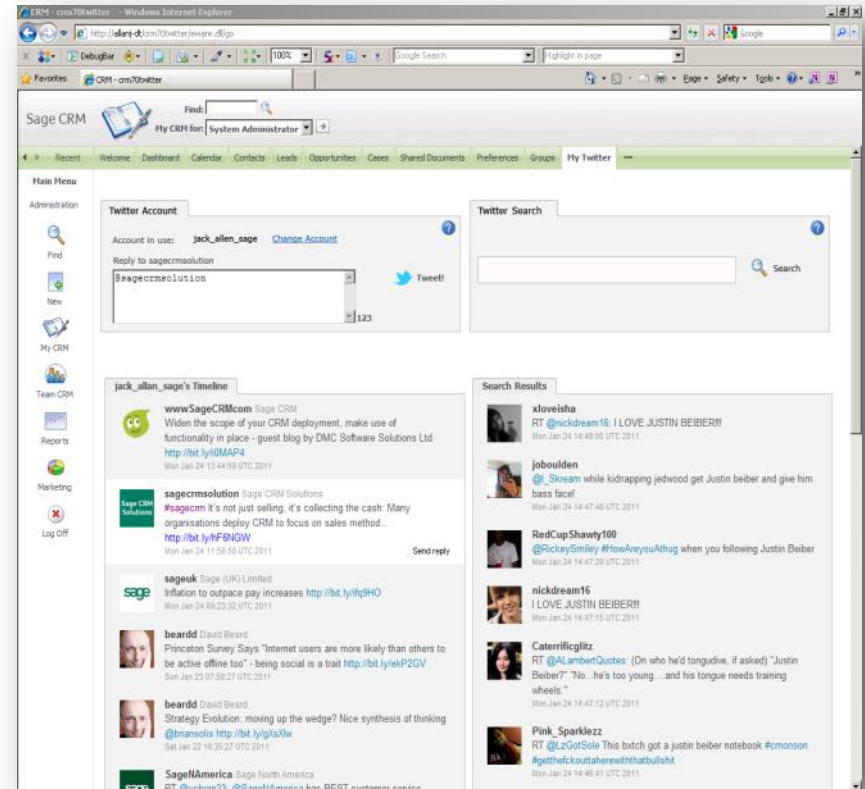 CRM - crm70twitter - Windows Internet Explorer
http://allanj-dt/crm70twitter/eware.dll/go
Google
DebugBar
100%
Google Search
Highlight in page
Favorites
CRM - crm70twitter
Page
Safety
Tools
Sage CRM
Find:
My CRM for: System Administrator
Recent Welcome Dashboard Calendar Contacts Leads Opportunities Cases Shared Documents Preferences Groups My Twitter
Main Menu
Administration
Find
New
My CRM
Team CRM
Reports
Marketing
Log Off
Twitter Account
Account in use: jack_allen_sage Change Account
Reply to sagecrmsolution
@sagecrmsolution
Tweet!
123
Twitter Search
Search
jack_allan_sage's Timeline
wwwSageCRMcom Sage CRM
Widen the scope of your CRM deployment, make use of
functionality in place - guest blog by DMC Software Solutions Ltd
http://bit.ly/i0MAP4
Mon Jan 24 13:44:59 UTC 2011
Sage CRM
Solutions
sagecrmsolution Sage CRM Solutions
#sagecrm It's not just selling, it's collecting the cash: Many
organisations deploy CRM to focus on sales method...
http://bit.ly/hF6NGW
Mon Jan 24 11:58:58 UTC 2011
Send reply
sage
sageuk Sage (UK) Limited
Inflation to outpace pay increases http://bit.ly/ifq9HO
Mon Jan 24 09:23:32 UTC 2011
beardd David Beard
Princeton Survey Says "Internet users are more likely than others to
be active offline too" - being social is a trait http://bit.ly/ekP2GV
Sun Jan 23 07:58:27 UTC 2011
beardd David Beard
Strategy Evolution: moving up the wedge? Nice synthesis of thinking
@briansolis http://bit.ly/gXsXlw
Sat Jan 22 18:35:27 UTC 2011
SageNAmerica Sage North America
Search Results
xloveisha
RT @nickdream16: I LOVE JUSTIN BEIBER!!!
Mon Jan 24 14:48:05 UTC 2011
joboulden
@I_Skream while kidnapping jedwood get Justin beiber and give him
bass face!
Mon Jan 24 14:47:46 UTC 2011
RedCupShawty100
@RickeySmiley #HowAreyouAthug when you following Justin Beiber
Mon Jan 24 14:47:29 UTC 2011
nickdream16
I LOVE JUSTIN BEIBER!!!
Mon Jan 24 14:47:15 UTC 2011
Caterrificglitz
RT @ALambertQuotes: (On who he'd tongudive, if asked) "Justin
Beiber?" "No...he's too young....and his tongue needs training
wheels."
Mon Jan 24 14:47:12 UTC 2011
Pink_Sparklezz
RT @LzGotSole This bxtch got a justin beiber notebook #cmonson
#getthefckouttaherewiththatbullshit
Mon Jan 24 14:46:41 UTC 2011